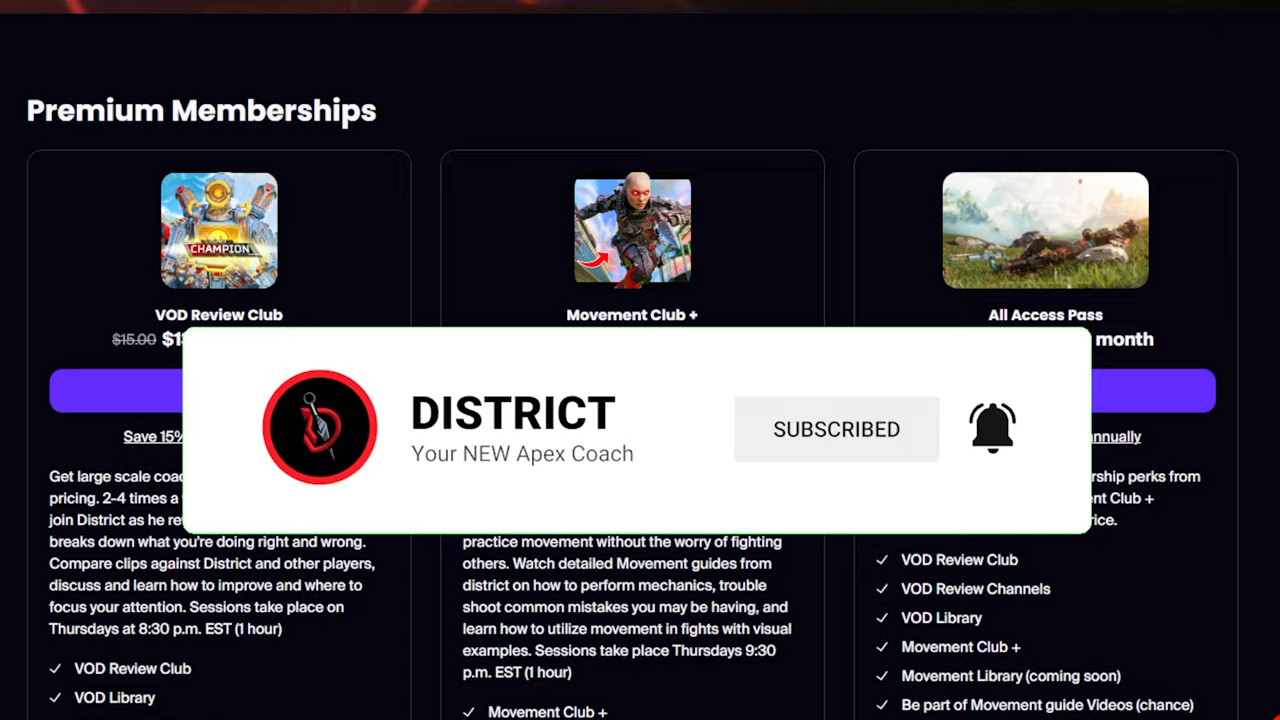 Premium Memberships
CHAMPION
VOD Review Club
$15.00
Save 15%
Get large scale
pricing. 2-4 times a
join District as he
breaks down what you're doing right and wrong.
Compare clips against District and other players,
discuss and learn how to improve and where to
focus your attention. Sessions take place on
Thursdays at 8:30 p.m. EST (1 hour)
VOD Review Club
VOD Library
Movement Club +
practice movement without the worry of fighting
others. Watch detailed Movement guides from
district on how to perform mechanics, trouble
shoot common mistakes you may be having, and
learn how to utilize movement in fights with visual
examples. Sessions take place Thursdays 9:30
p.m. EST (1 hour)
Movement Club +
All Access Pass
month
annually
perks from
Club +
VOD Review Club
VOD Review Channels
VOD Library
Movement Club +
Movement Library (coming soon)
Be part of Movement guide Videos (chance)
DISTRICT
Your NEW Apex Coach
SUBSCRIBED